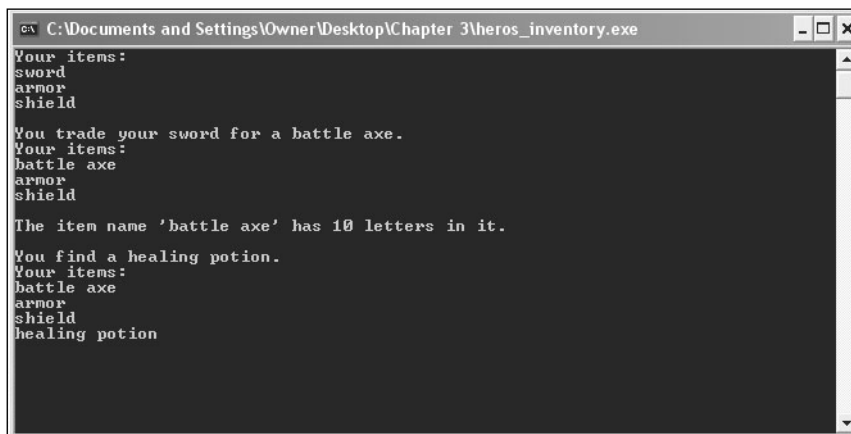 C:\Documents and Settings\Owner\Desktop\Chapter 3\heros_inventory.exe
Your items:
sword
armor
shield
You trade your sword for a battle axe.
Your items:
battle axe
armor
shield
The item name 'battle axe' has 10 letters in it.
You find a healing potion.
Your items:
battle axe
armor
shield
healing potion